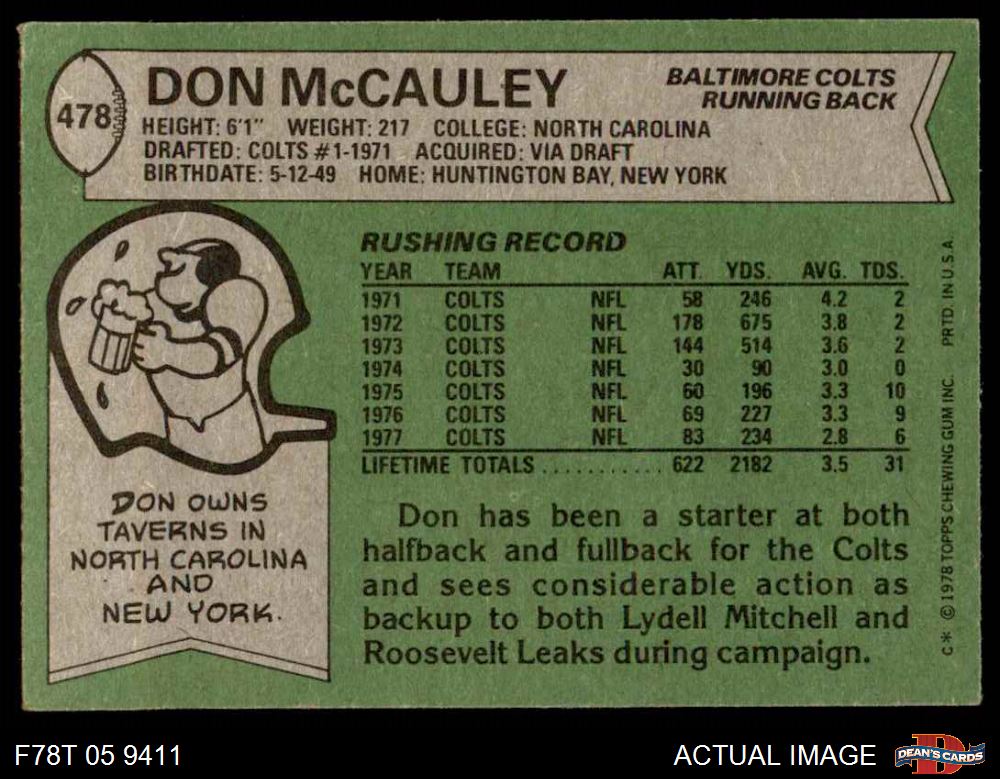 478
DON McCAULEY
BALTIMORE COLTS
RUNNING BACK
HEIGHT: 6'1" WEIGHT: 217 COLLEGE: NORTH CAROLINA
DRAFTED: COLTS #1-1971 ACQUIRED: VIA DRAFT
BIRTHDATE: 5-12-49 HOME: HUNTINGTON BAY, NEW YORK
RUSHING RECORD
YEAR TEAM ATT. YDS. AVG. TDS.
1971 COLTS NFL 58 246 4.2 2
1972 COLTS NFL 178 675 3.8 2
1973 COLTS NFL 144 514 3.6 2
1974 COLTS NFL 30 90 3.0 0
1975 COLTS NFL 60 196 3.3 10
1976 COLTS NFL 69 227 3.3 9
1977 COLTS NFL 83 234 2.8 6
LIFETIME TOTALS........... 622 2182 3.5 31
DON OWNS
TAVERNS IN
NORTH CAROLINA
AND
NEW YORK.
Don has been a starter at both
halfback and fullback for the Colts
and sees considerable action as
backup to both Lydell Mitchell and
Roosevelt Leaks during campaign.
C* © 1978 TOPPS CHEWING GUM INC. PRTD. IN U.S.A.
F78T 05 9411
ACTUAL IMAGE
D
DEAN'S CARDS